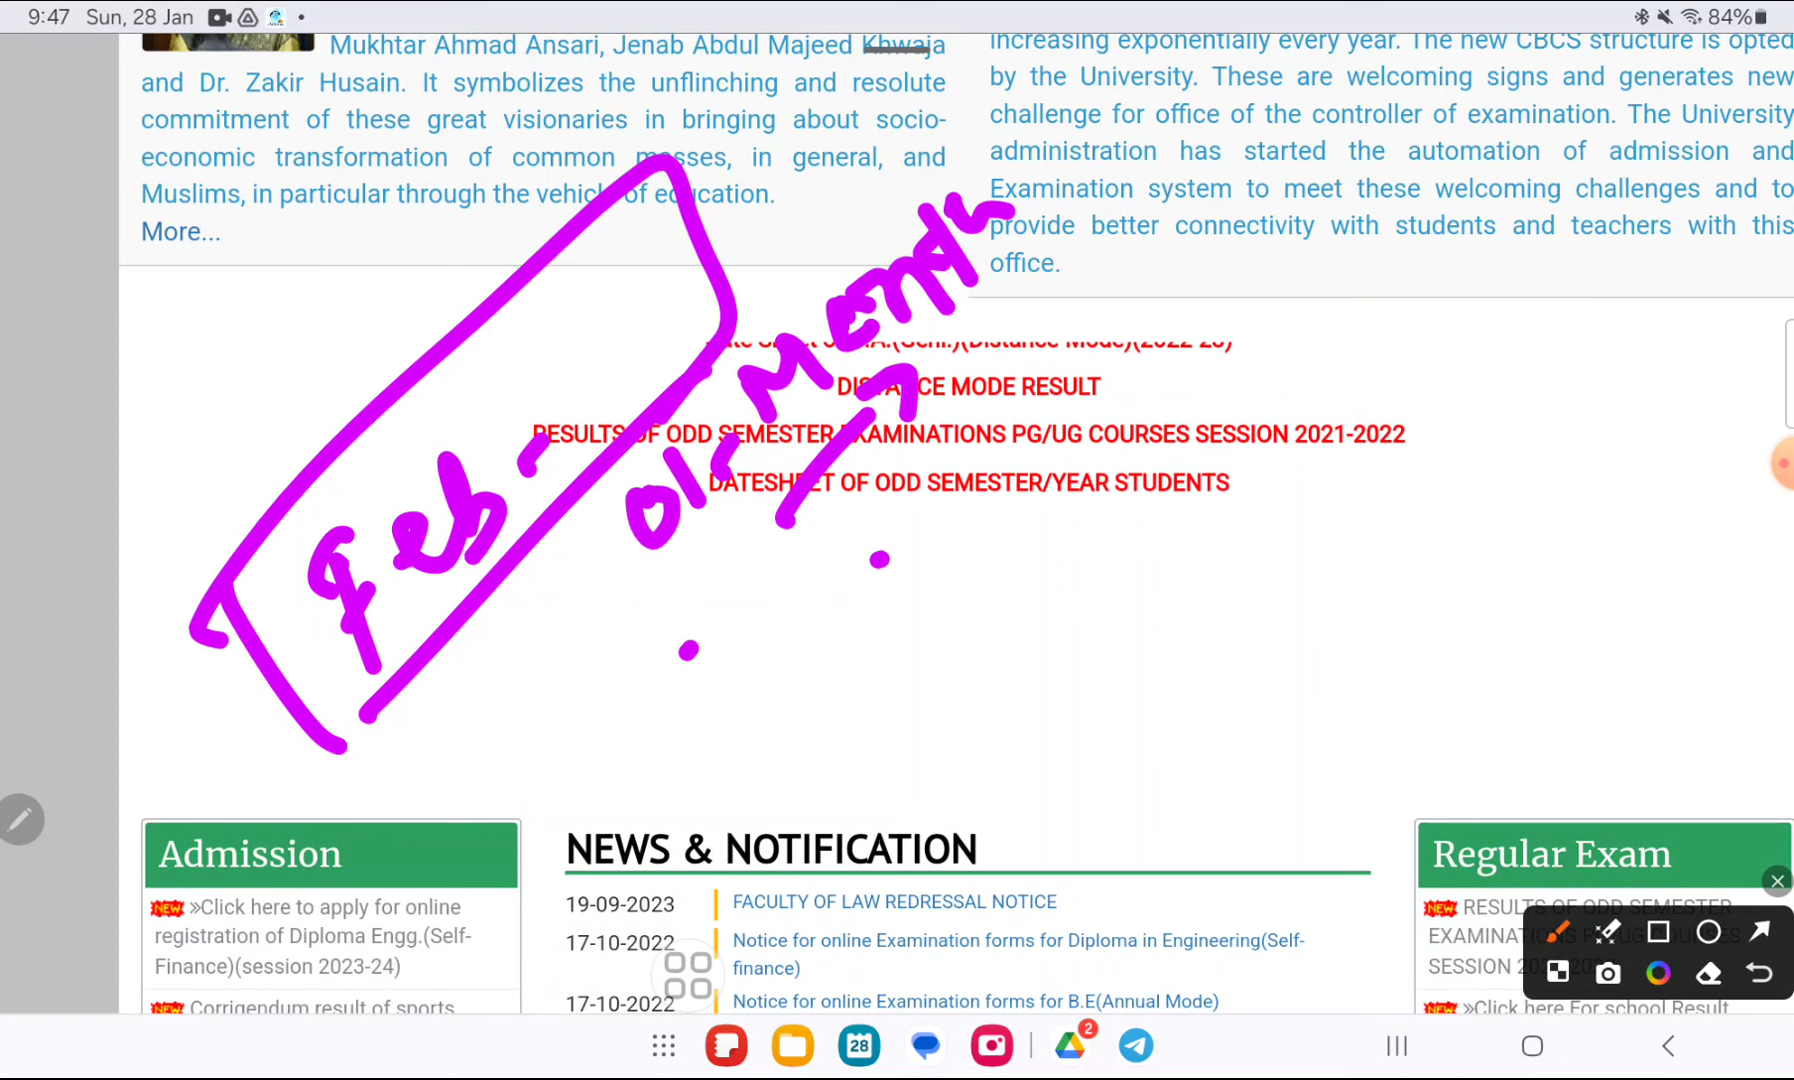 9:47 Sun, 28 Jan
84%
Mukhtar Ahmad Ansari, Jenab Abdul Majeed Khwaja
and Dr. Zakir Husain. It symbolizes the unflinching and resolute
commitment of these great visionaries in bringing about socio-
economic transformation of common masses, in general, and
Muslims, in particular through the vehicle of education.
More...
increasing exponentially every year. The new CBCS structure is opted
by the University. These are welcoming signs and generates new
challenge for office of the controller of examination. The University
administration has started the automation of admission and
Examination system to meet these welcoming challenges and to
provide better connectivity with students and teachers with this
office.
(Distance Mode)(2022-23)
DISTANCE MODE RESULT
RESULTS OF ODD SEMESTER EXAMINATIONS PG/UG COURSES SESSION 2021-2022
DATESHEET OF ODD SEMESTER/YEAR STUDENTS
Feb-
01-Month
Admission
NEW »Click here to apply for online
registration of Diploma Engg.(Self-
Finance)(session 2023-24)
NEW »Corrigendum result of sports
NEWS & NOTIFICATION
19-09-2023 FACULTY OF LAW REDRESSAL NOTICE
17-10-2022 Notice for online Examination forms for Diploma in Engineering(Self-
finance)
17-10-2022 Notice for online Examination forms for B.E(Annual Mode)
Regular Exam
NEW RESULTS OF ODD SEMESTER
EXAMINATIONS PG/UG COURSES
SESSION
NEW »Click here For school Result
28
2